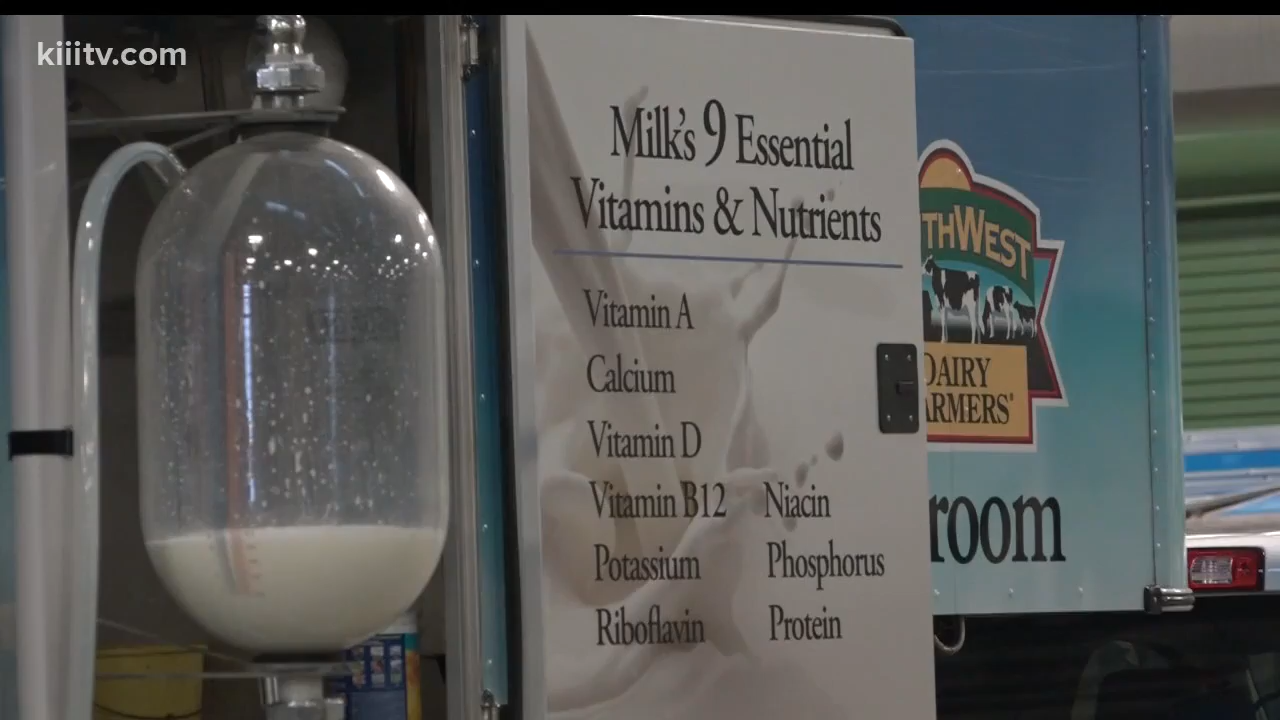 kiiitv.com
Milk's 9 Essential
Vitamins & Nutrients
Vitamin A
Calcium
Vitamin D
Vitamin B12 Niacin
Potassium Phosphorus
Riboflavin Protein
THWEST
DAIRY
ARMERS
room